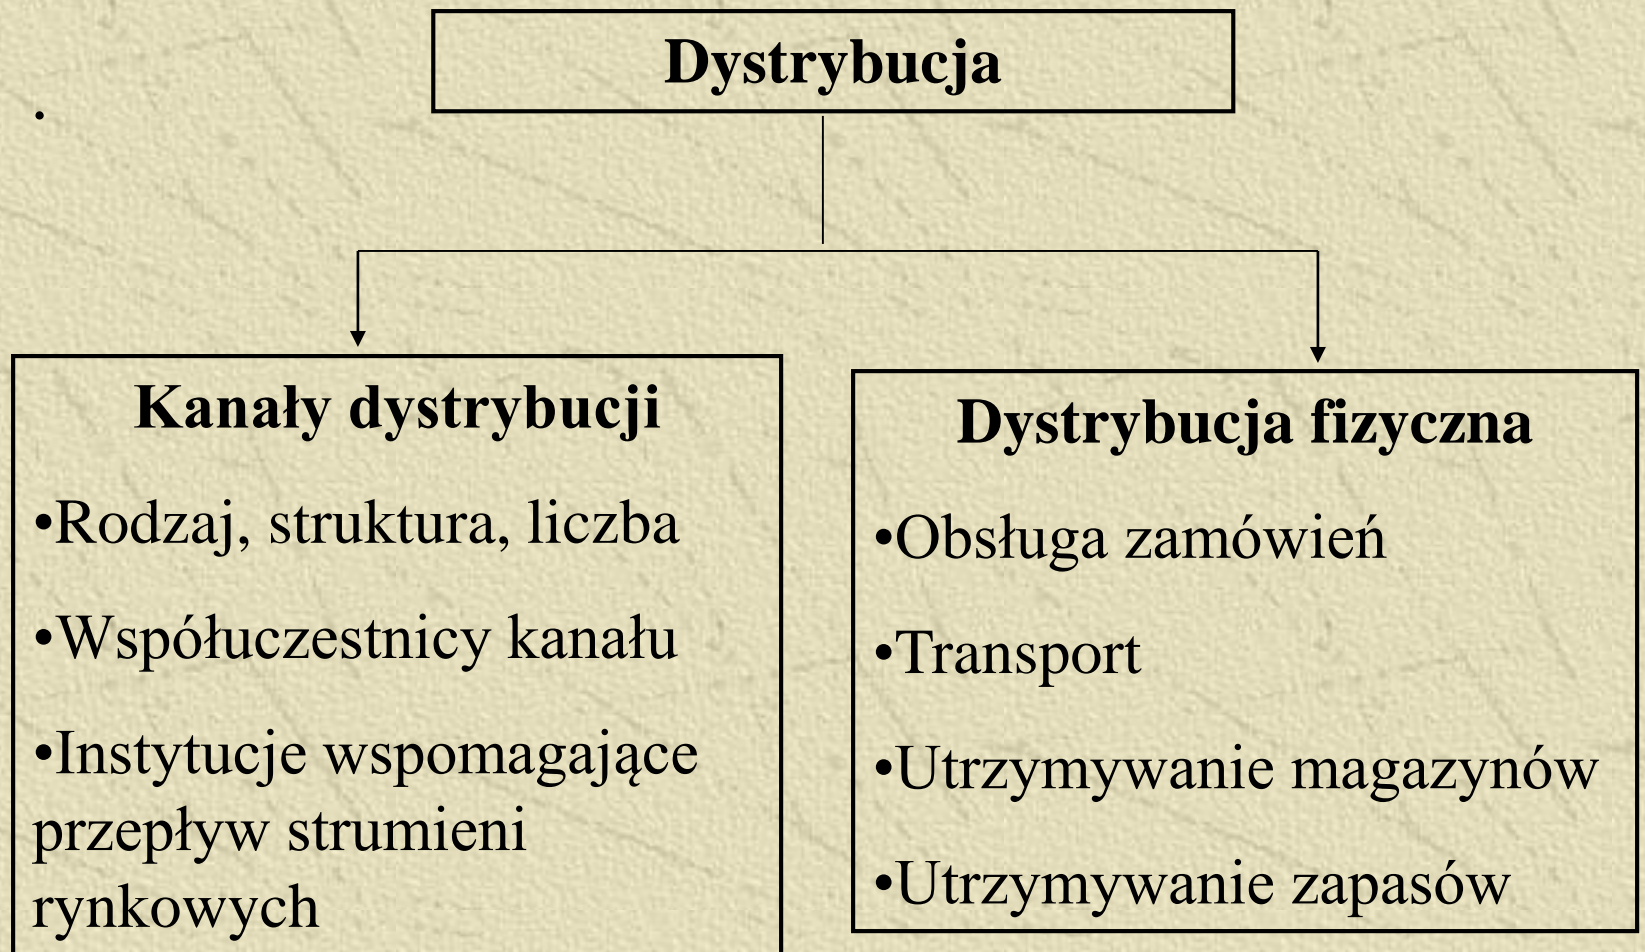 Dystrybucja
.
Kanały dystrybucji
•Rodzaj, struktura, liczba
•Współuczestnicy kanału
•Instytucje wspomagające
przepływ strumieni
rynkowych
Dystrybucja fizyczna
•Obsługa zamówień
•Transport
•Utrzymywanie magazynów
•Utrzymywanie zapasów